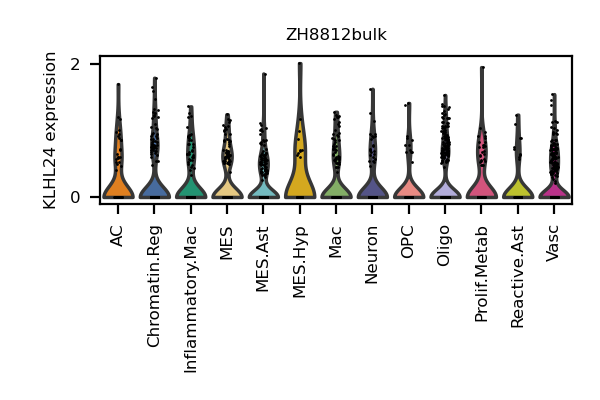 ZH8812bulk
KLHL24 expression
2
0
AC
Chromatin.Reg
Inflammatory.Mac
MES
MES.Ast
MES.Hyp
Mac
Neuron
OPC
Oligo
Prolif.Metab
Reactive.Ast
Vasc